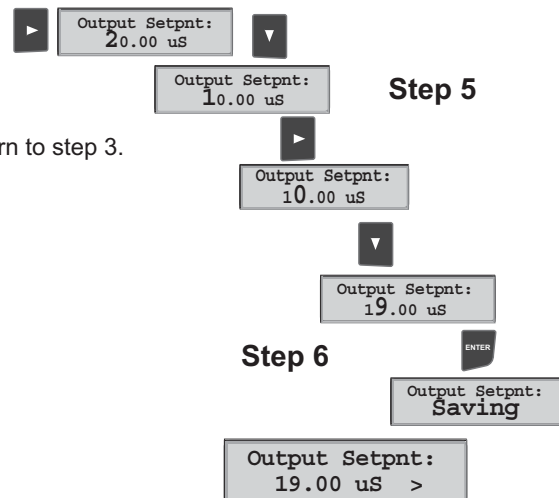 Output Setpnt:
20.00 uS
Output Setpnt:
10.00 uS
Step 5
rn to step 3.
Output Setpnt:
10.00 uS
Output Setpnt:
19.00 uS
Step 6
ENTER
Output Setpnt:
Saving
Output Setpnt:
19.00 uS >